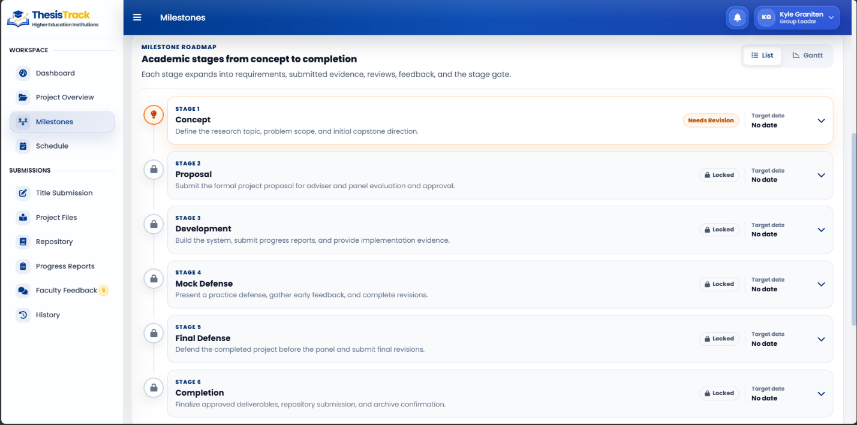 ThesisTrack
Higher Education Institutions
Milestones
KG
Kyle Graniten
Group Leader
WORKSPACE
Dashboard
Project Overview
Milestones
Schedule
SUBMISSIONS
Title Submission
Project Files
Repository
Progress Reports
Faculty Feedback
History
MILESTONE ROADMAP
Academic stages from concept to completion
Each stage expands into requirements, submitted evidence, reviews, feedback, and the stage gate.
List
Gantt
STAGE 1
Concept
Define the research topic, problem scope, and initial capstone direction.
Needs Revision
Target date
No date
STAGE 2
Proposal
Submit the formal project proposal for adviser and panel evaluation and approval.
Locked
Target date
No date
STAGE 3
Development
Build the system, submit progress reports, and provide implementation evidence.
Locked
Target date
No date
STAGE 4
Mock Defense
Present a practice defense, gather early feedback, and complete revisions.
Locked
Target date
No date
STAGE 5
Final Defense
Defend the completed project before the panel and submit final revisions.
Locked
Target date
No date
STAGE 6
Completion
Finalize approved deliverables, repository submission, and archive confirmation.
Locked
Target date
No date